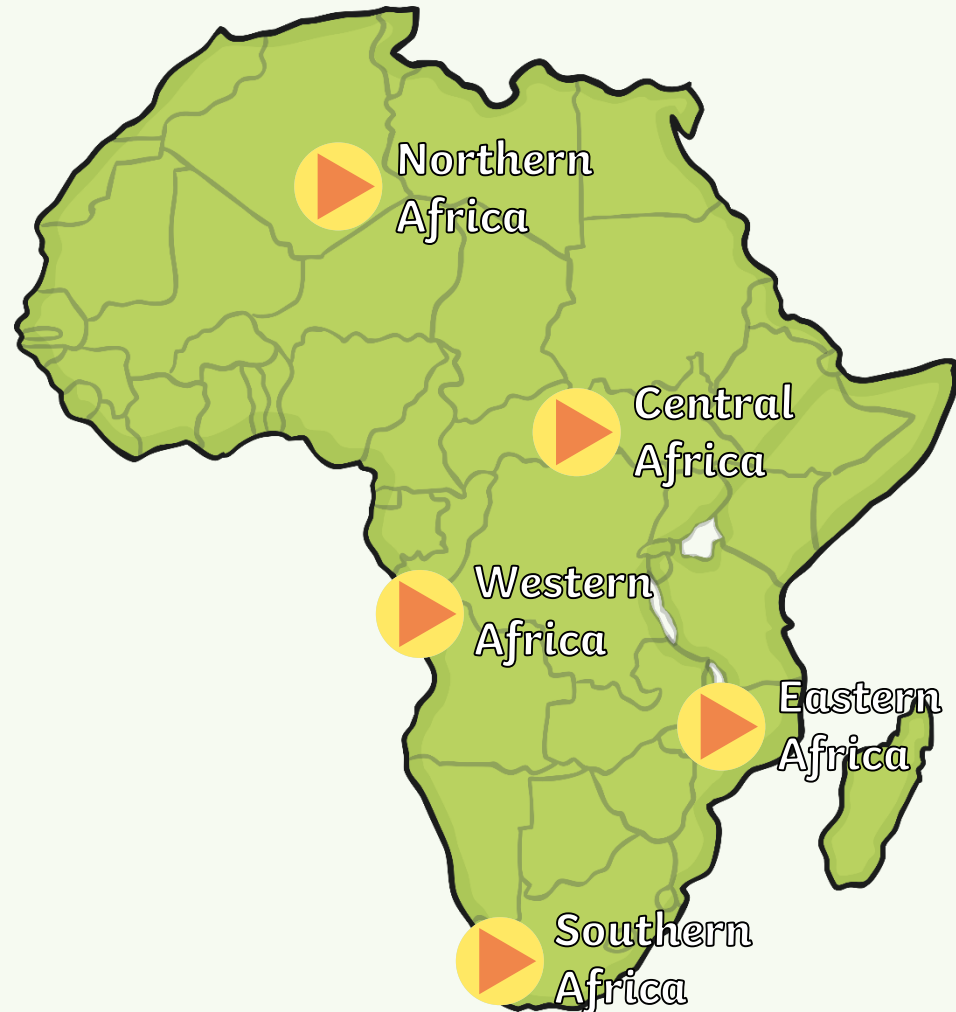 Northern
Africa
Central
Africa
Western
Africa
Eastern
Africa
Southern
Africa